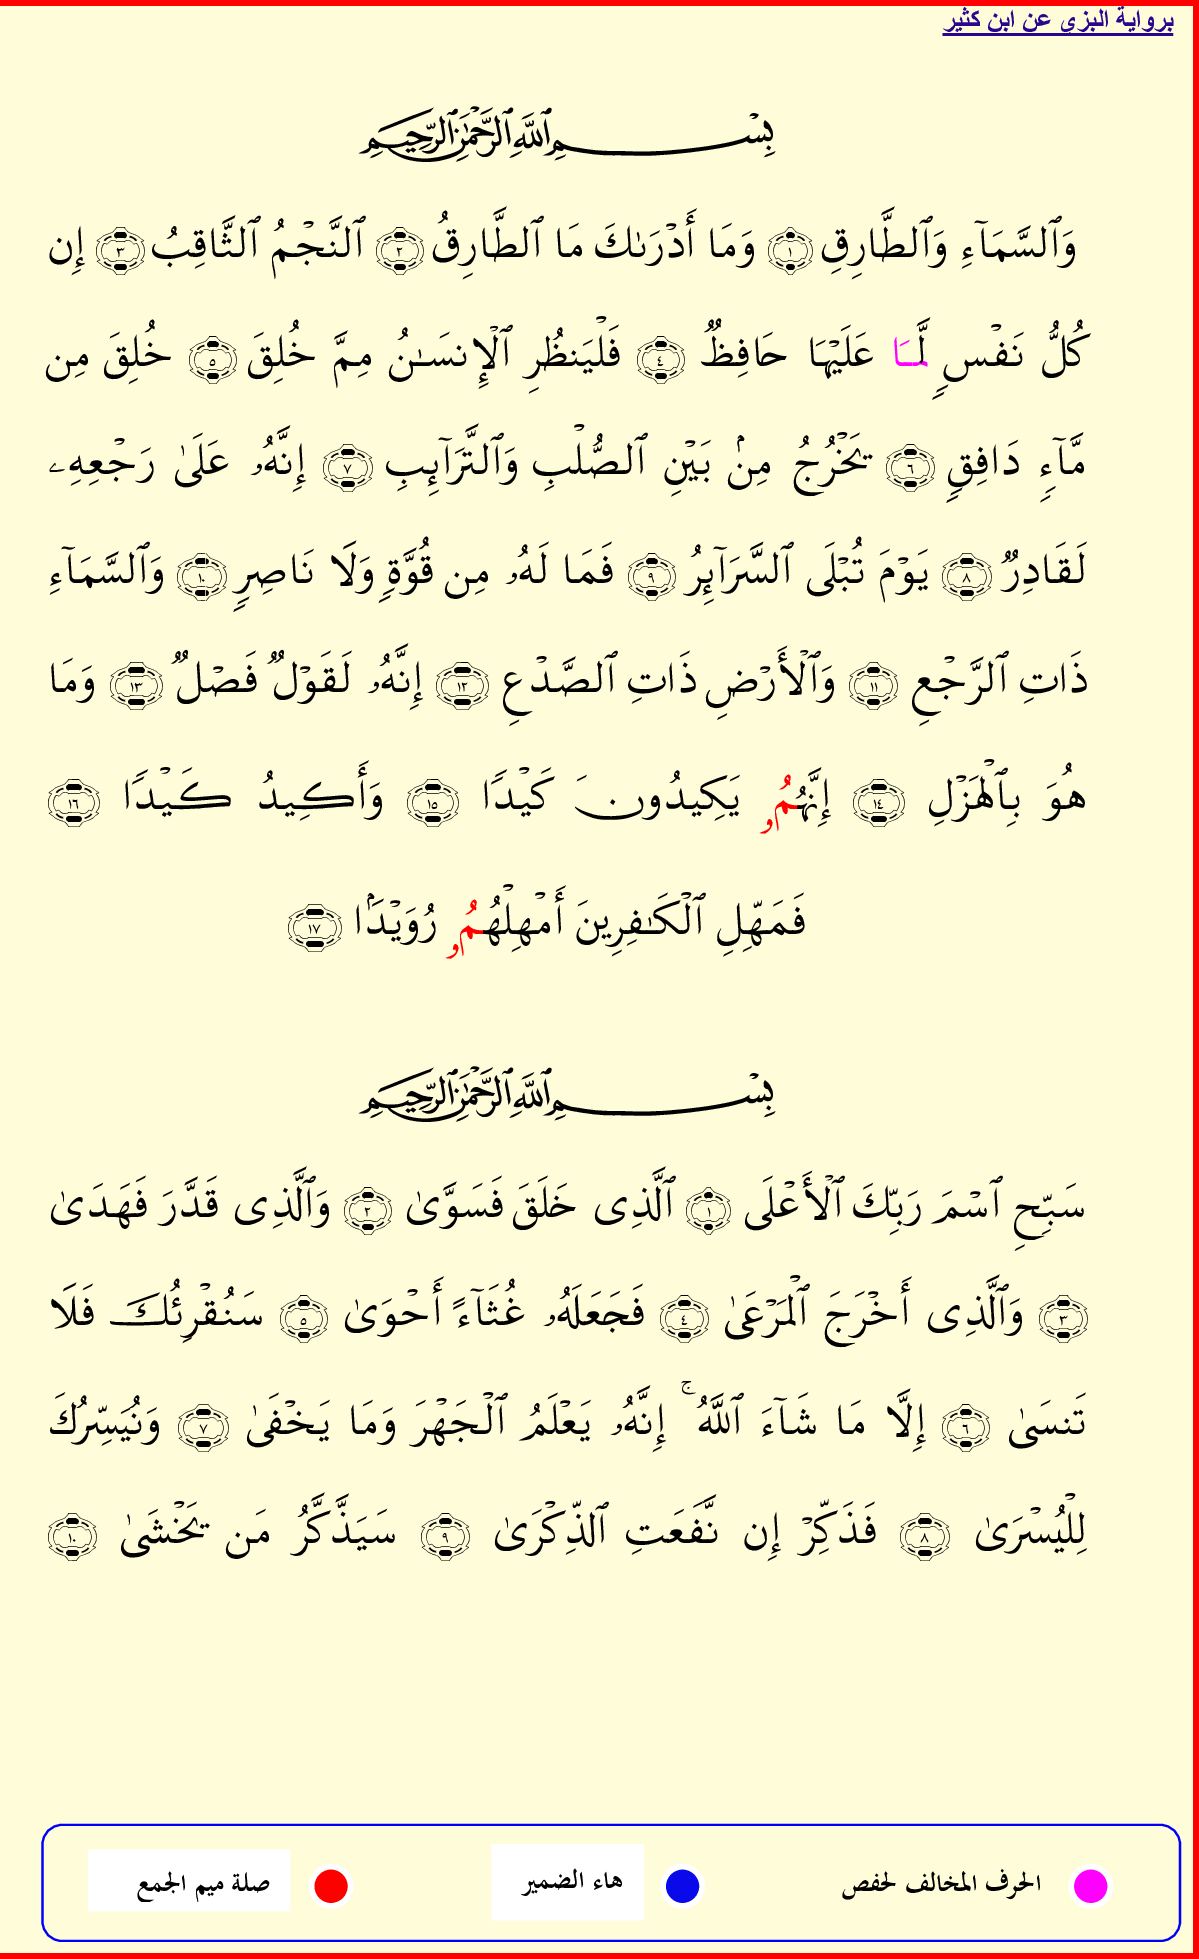 برواية البزي عن ابن كثير
بِسْمِ ٱللَّهِ ٱلرَّحْمَٰنِ ٱلرَّحِيمِ
وَٱلسَّمَآءِ وَٱلطَّارِقِ ١ وَمَا أَدْرَىٰكَ مَا ٱلطَّارِقُ ٢ ٱلنَّجْمُ ٱلثَّاقِبُ ٣ إِن
كُلُّ نَفْسٍ لَّمَا عَلَيْهَا حَافِظٌ ٤ فَلْيَنظُرِ ٱلْإِنسَـٰنُ مِمَّ خُلِقَ ٥ خُلِقَ مِن
مَّآءٍ دَافِقٍ ٦ يَخْرُجُ مِنۢ بَيْنِ ٱلصُّلْبِ وَٱلتَّرَآئِبِ ٧ إِنَّهُۥ عَلَىٰ رَجْعِهِۦ
لَقَادِرٌ ٨ يَوْمَ تُبْلَى ٱلسَّرَآئِرُ ٩ فَمَا لَهُۥ مِن قُوَّةٍ وَلَا نَاصِرٍ ١٠ وَٱلسَّمَآءِ
ذَاتِ ٱلرَّجْعِ ١١ وَٱلْأَرْضِ ذَاتِ ٱلصَّدْعِ ١٢ إِنَّهُۥ لَقَوْلٌ فَصْلٌ ١٣ وَمَا
هُوَ بِٱلْهَزْلِ ١٤ إِنَّهُمُۥ يَكِيدُونَ كَيْدًا ١٥ وَأَكِيدُ كَيْدًا ١٦
فَمَهِّلِ ٱلْكَـٰفِرِينَ أَمْهِلْهُمُۥ رُوَيْدَۢا ١٧
بِسْمِ ٱللَّهِ ٱلرَّحْمَٰنِ ٱلرَّحِيمِ
سَبِّحِ ٱسْمَ رَبِّكَ ٱلْأَعْلَى ١ ٱلَّذِى خَلَقَ فَسَوَّىٰ ٢ وَٱلَّذِى قَدَّرَ فَهَدَىٰ
٣ وَٱلَّذِى أَخْرَجَ ٱلْمَرْعَىٰ ٤ فَجَعَلَهُۥ غُثَآءً أَحْوَىٰ ٥ سَنُقْرِئُكَ فَلَا
تَنسَىٰ ٦ إِلَّا مَا شَآءَ ٱللَّهُ ۚ إِنَّهُۥ يَعْلَمُ ٱلْجَهْرَ وَمَا يَخْفَىٰ ٧ وَنُيَسِّرُكَ
لِلْيُسْرَىٰ ٨ فَذَكِّرْ إِن نَّفَعَتِ ٱلذِّكْرَىٰ ٩ سَيَذَّكَّرُ مَن يَخْشَىٰ ١٠
الحرف المخالف لحفص هاء الضمير صلة ميم الجمع